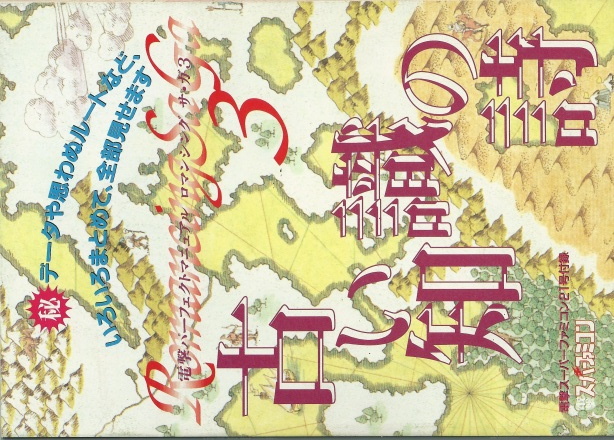 ㊙データや思わぬルートなど、
いろいろまとめて、全部見せます
Romancing SaGa 3
電撃パーフェクトマニュアル ロマンシング サ・ガ3
古い知識の詩
電撃スーパーファミコン21号付録
電撃スーパーファミコン